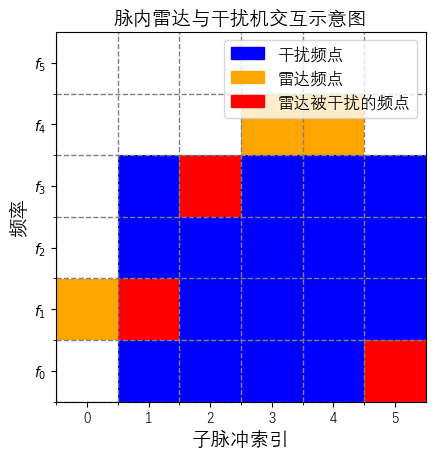 脉内雷达与干扰机交互示意图
干扰频点
雷达频点
雷达被干扰的频点
频率
f₅
f₄
f₃
f₂
f₁
f₀
0 1 2 3 4 5
子脉冲索引